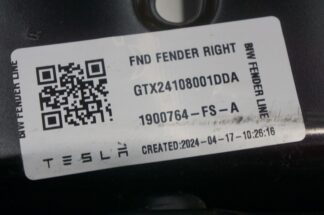 FND FENDER RIGHT
GTX24108001DDA
1900764-FS-A
CREATED:2024-04-17-10:26:16
TESLA
BIW FENDER LINE
BIW FENDER LINE